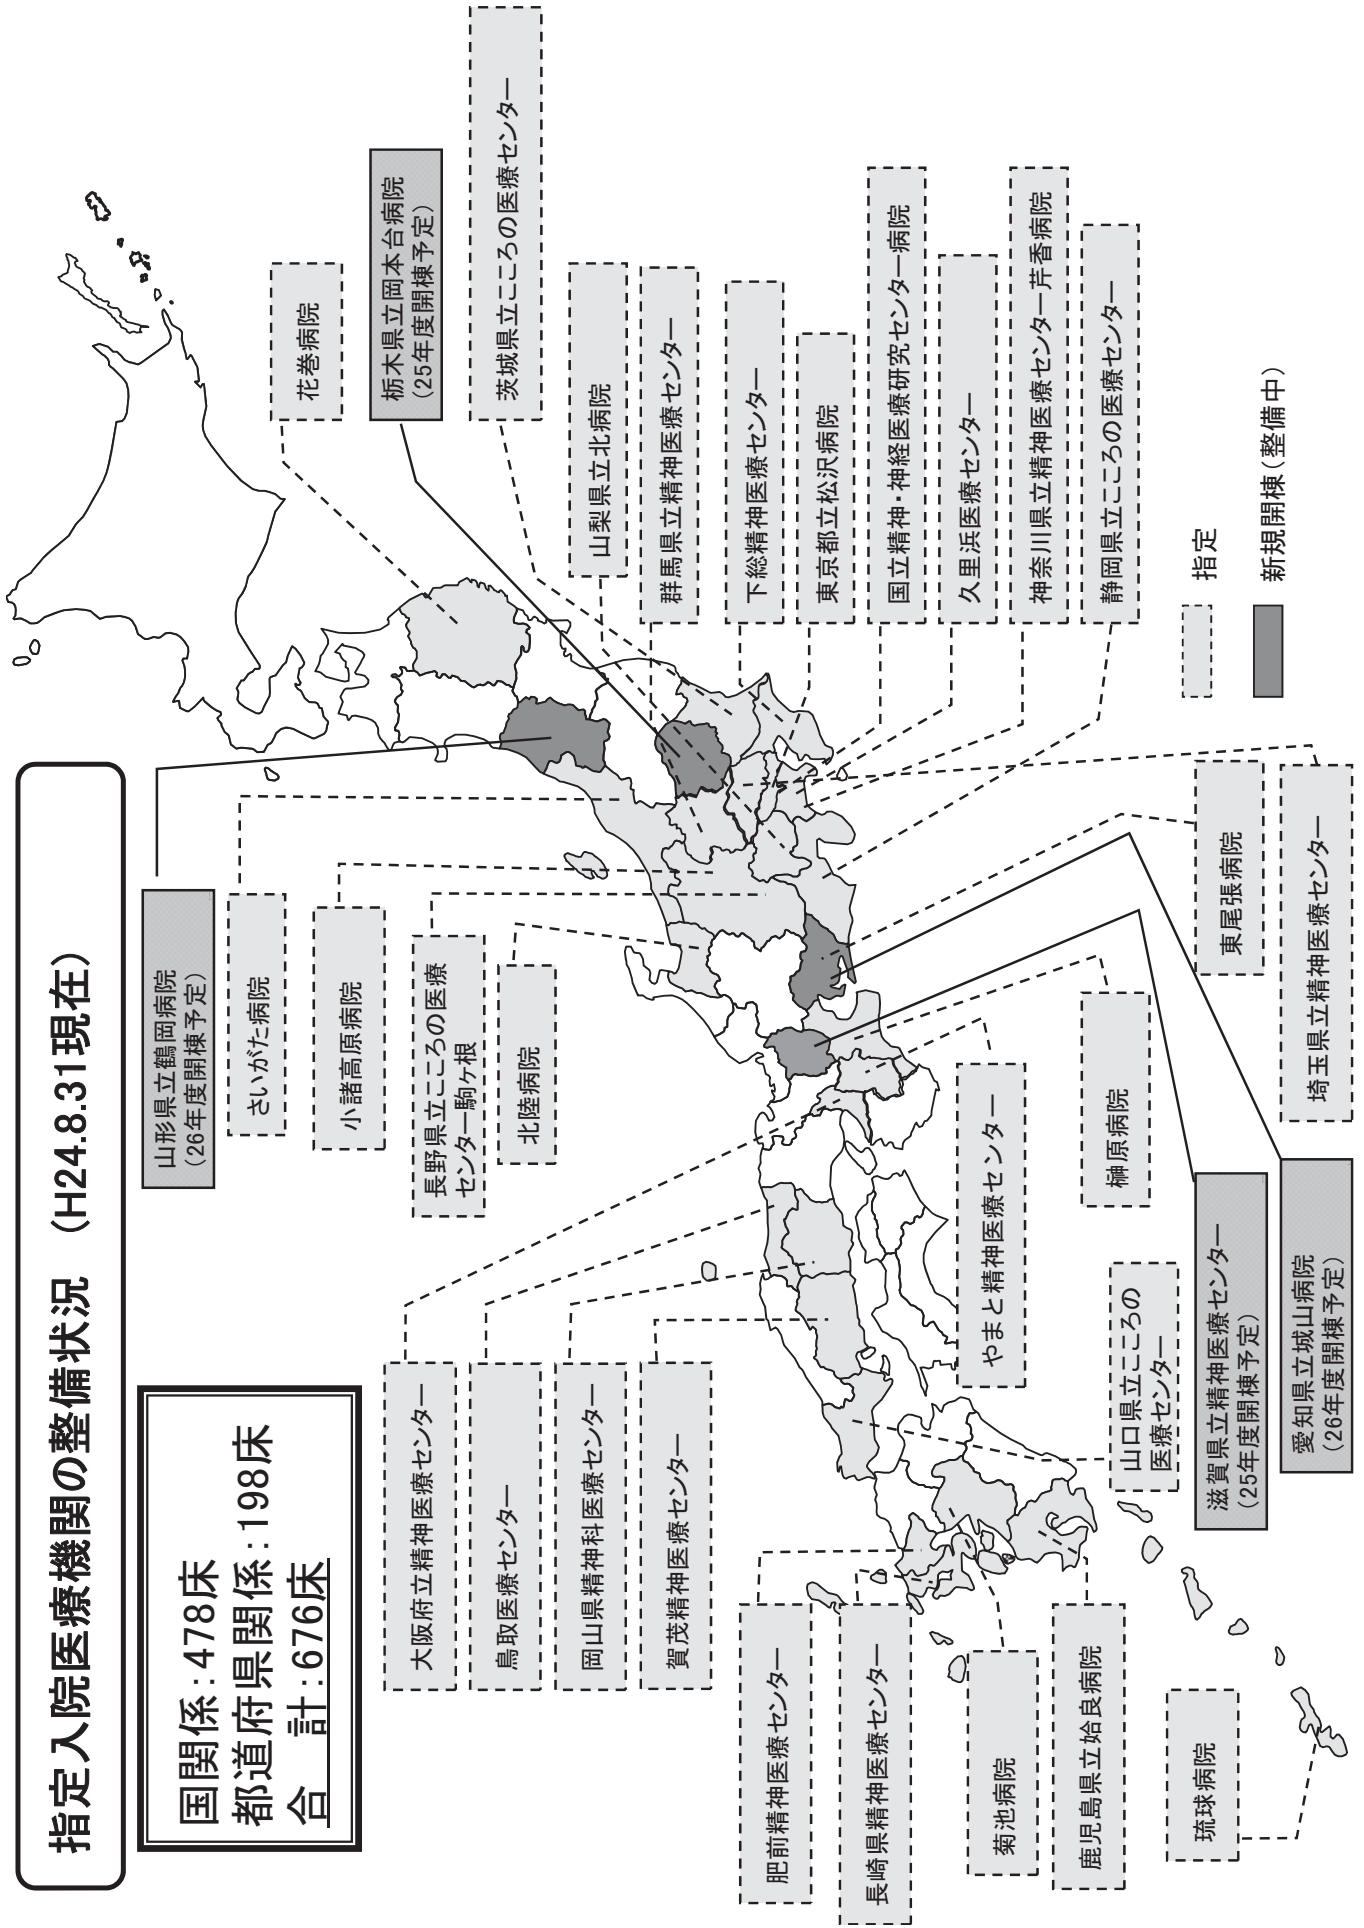 指定入院医療機関の整備状況 （H24.8.31現在）
国関係：478床
都道府県関係：198床
合 計：676床
山形県立鶴岡病院
（26年度開棟予定）
さいがた病院
小諸高原病院
長野県立こころの医療
センター駒ヶ根
北陸病院
花巻病院
栃木県立岡本台病院
（25年度開棟予定）
茨城県立こころの医療センター
山梨県立北病院
群馬県立精神医療センター
下総精神医療センター
東京都立松沢病院
国立精神・神経医療研究センター病院
久里浜医療センター
神奈川県立精神医療センター芹香病院
静岡県立こころの医療センター
大阪府立精神医療センター
鳥取医療センター
岡山県精神科医療センター
賀茂精神医療センター
肥前精神医療センター
長崎県精神医療センター
菊池病院
鹿児島県立姶良病院
琉球病院
やまと精神医療センター
榊原病院
東尾張病院
埼玉県立精神医療センター
山口県立こころの
医療センター
滋賀県立精神医療センター
（25年度開棟予定）
愛知県立城山病院
（26年度開棟予定）
指定
新規開棟（整備中）